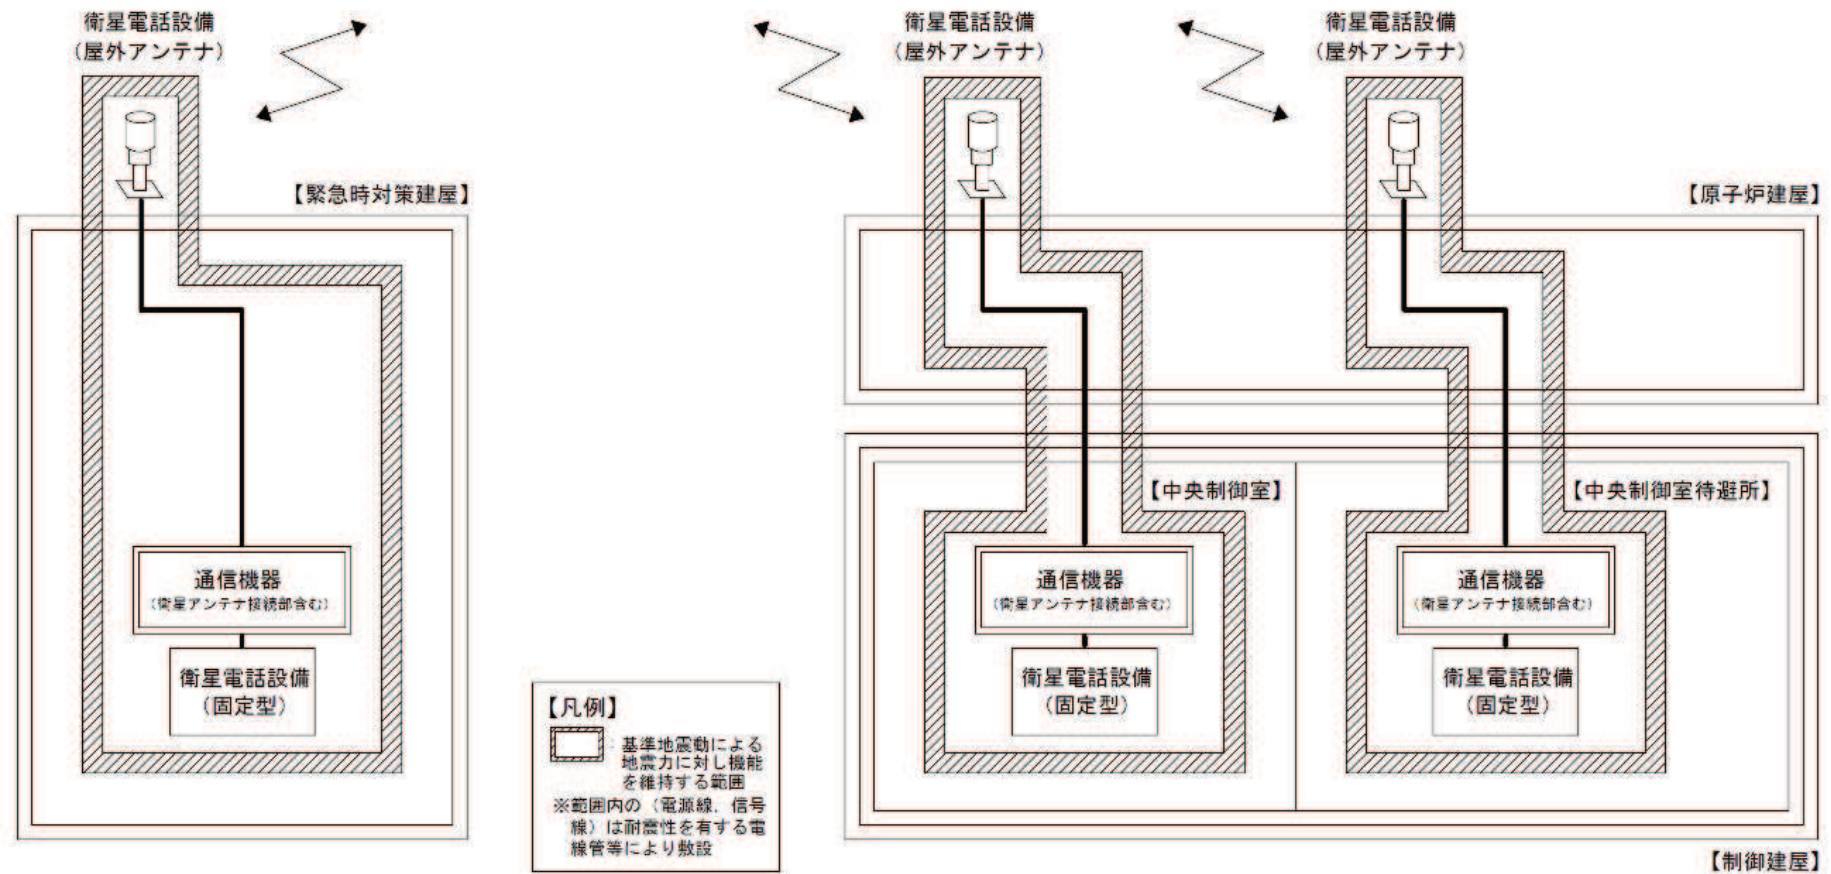 衛星電話設備
(屋外アンテナ)
衛星電話設備
(屋外アンテナ)
衛星電話設備
(屋外アンテナ)
【緊急時対策建屋】
【原子炉建屋】
【中央制御室】
【中央制御室待避所】
通信機器
(衛星アンテナ接続部含む)
衛星電話設備
(固定型)
通信機器
(衛星アンテナ接続部含む)
衛星電話設備
(固定型)
通信機器
(衛星アンテナ接続部含む)
衛星電話設備
(固定型)
【凡例】
:基準地震動による
地震力に対し機能
を維持する範囲
※範囲内の(電源線,信号
線)は耐震性を有する電
線管等により敷設
【制御建屋】